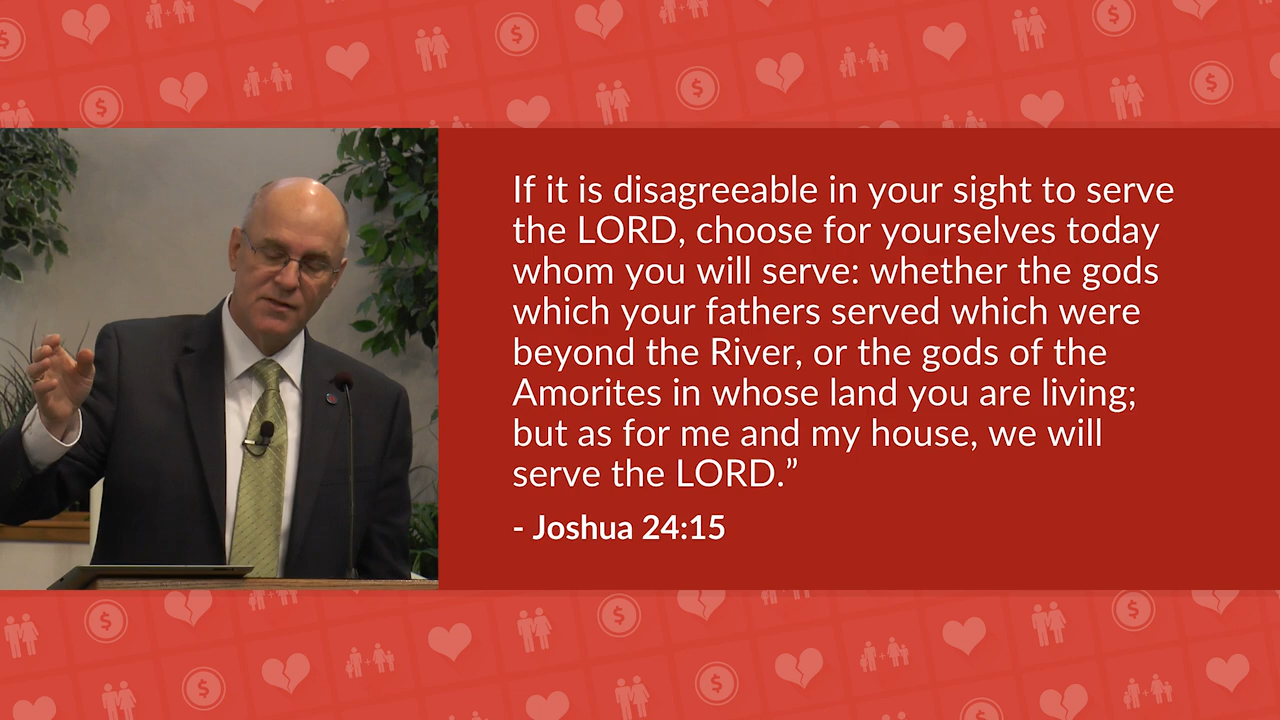 If it is disagreeable in your sight to serve
the LORD, choose for yourselves today
whom you will serve: whether the gods
which your fathers served which were
beyond the River, or the gods of the
Amorites in whose land you are living;
but as for me and my house, we will
serve the LORD.”
- Joshua 24:15